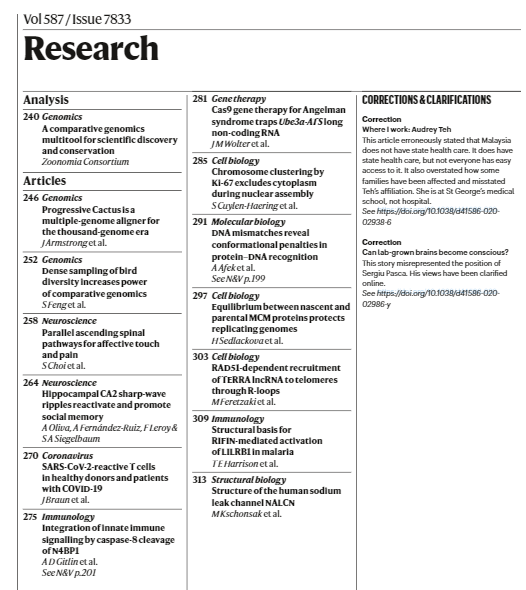 Vol 587 / Issue 7833
Research
Analysis
240 Genomics
A comparative genomics
multitool for scientific discovery
and conservation
Zoonomia Consortium
Articles
246 Genomics
Progressive Cactus is a
multiple-genome aligner for
the thousand-genome era
J Armstrong et al.
252 Genomics
Dense sampling of bird
diversity increases power
of comparative genomics
S Feng et al.
258 Neuroscience
Parallel ascending spinal
pathways for affective touch
and pain
S Choi et al.
264 Neuroscience
Hippocampal CA2 sharp-wave
ripples reactivate and promote
social memory
A Oliva, A Fernández-Ruiz, F Leroy &
S A Siegelbaum
270 Coronavirus
SARS-CoV-2-reactive T cells
in healthy donors and patients
with COVID-19
J Braun et al.
275 Immunology
Integration of innate immune
signalling by caspase-8 cleavage
of N4BP1
A D Gitlin et al.
See N&V p.201
281 Gene therapy
Cas9 gene therapy for Angelman
syndrome traps Ube3a-ATS long
non-coding RNA
J M Wolter et al.
285 Cell biology
Chromosome clustering by
Ki-67 excludes cytoplasm
during nuclear assembly
S Cuylen-Haering et al.
291 Molecular biology
DNA mismatches reveal
conformational penalties in
protein–DNA recognition
A Afek et al.
See N&V p.199
297 Cell biology
Equilibrium between nascent and
parental MCM proteins protects
replicating genomes
H Sedlackova et al.
303 Cell biology
RAD51-dependent recruitment
of TERRA lncRNA to telomeres
through R-loops
M Feretzaki et al.
309 Immunology
Structural basis for
RIFIN-mediated activation
of LILRB1 in malaria
T E Harrison et al.
313 Structural biology
Structure of the human sodium
leak channel NALCN
M Kschonsak et al.
CORRECTIONS & CLARIFICATIONS
Correction
Where I work: Audrey Teh
This article erroneously stated that Malaysia
does not have state health care. It does have
state health care, but not everyone has easy
access to it. It also overstated how some
families have been affected and misstated
Teh's affiliation. She is at St George's medical
school, not hospital.
See https://doi.org/10.1038/d41586-020-
02938-6
Correction
Can lab-grown brains become conscious?
This story misrepresented the position of
Sergiu Pasca. His views have been clarified
online.
See https://doi.org/10.1038/d41586-020-
02986-y